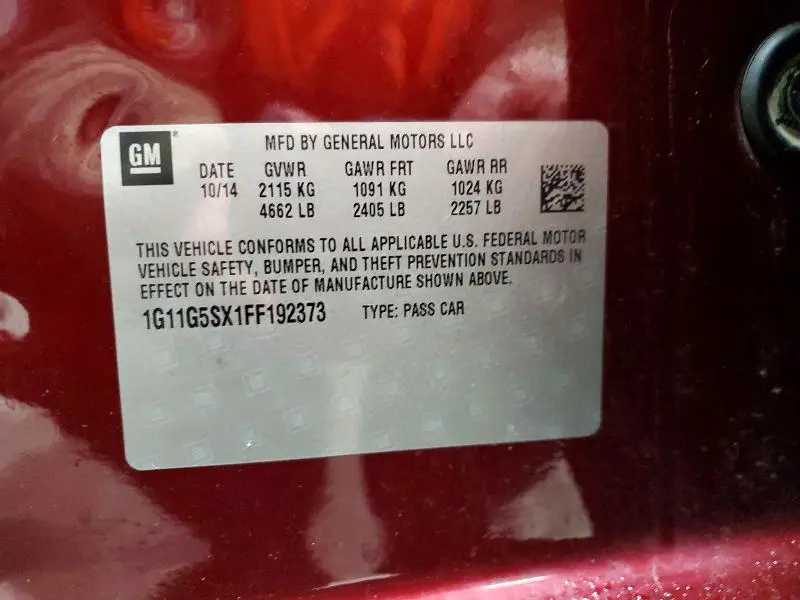 GM
MFD BY GENERAL MOTORS LLC
DATE GVWR GAWR FRT GAWR RR
10/14 2115 KG 1091 KG 1024 KG
4662 LB 2405 LB 2257 LB
THIS VEHICLE CONFORMS TO ALL APPLICABLE U.S. FEDERAL MOTOR
VEHICLE SAFETY, BUMPER, AND THEFT PREVENTION STANDARDS IN
EFFECT ON THE DATE OF MANUFACTURE SHOWN ABOVE.
1G11G5SX1FF192373 TYPE: PASS CAR